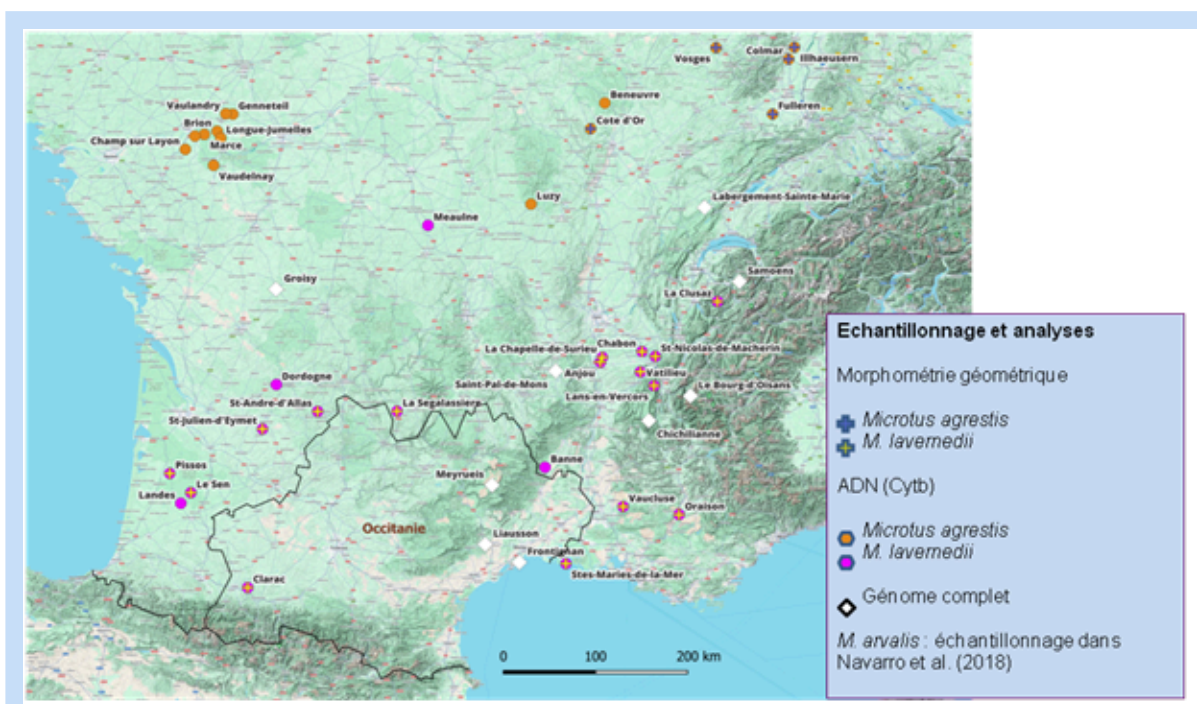 Vosges
Colmar
Illhaeusern
Beneuvre
Cote d'Or
Fulleren
Vaulandry
Genneteil
Brion
Longue-Jumelles
Champ sur Layon
Marce
Vaudelnay
Luzy
Meaulne
Labergement-Sainte-Marie
Groisy
Samoens
La Clusaz
La Chapelle-de-Surieu
Chabon
St-Nicolas-de-Macherin
Saint-Pal-de-Mons
Anjou
Vatilieu
Lans-en-Vercors
Le Bourg-d'Oisans
Chichilianne
Dordogne
St-Andre-d'Allas
La Segalassiere
St-Julien-d'Eymet
Pissos
Le Sen
Landes
Banne
Meyrueis
Vaucluse
Oraison
Occitanie
Liausson
Frontignan
Stes-Maries-de-la-Mer
Clarac
0 100 200 km
Echantillonnage et analyses
Morphométrie géométrique
Microtus agrestis
M. lavernedii
ADN (Cytb)
Microtus agrestis
M. lavernedii
Génome complet
M. arvalis : échantillonnage dans
Navarro et al. (2018)